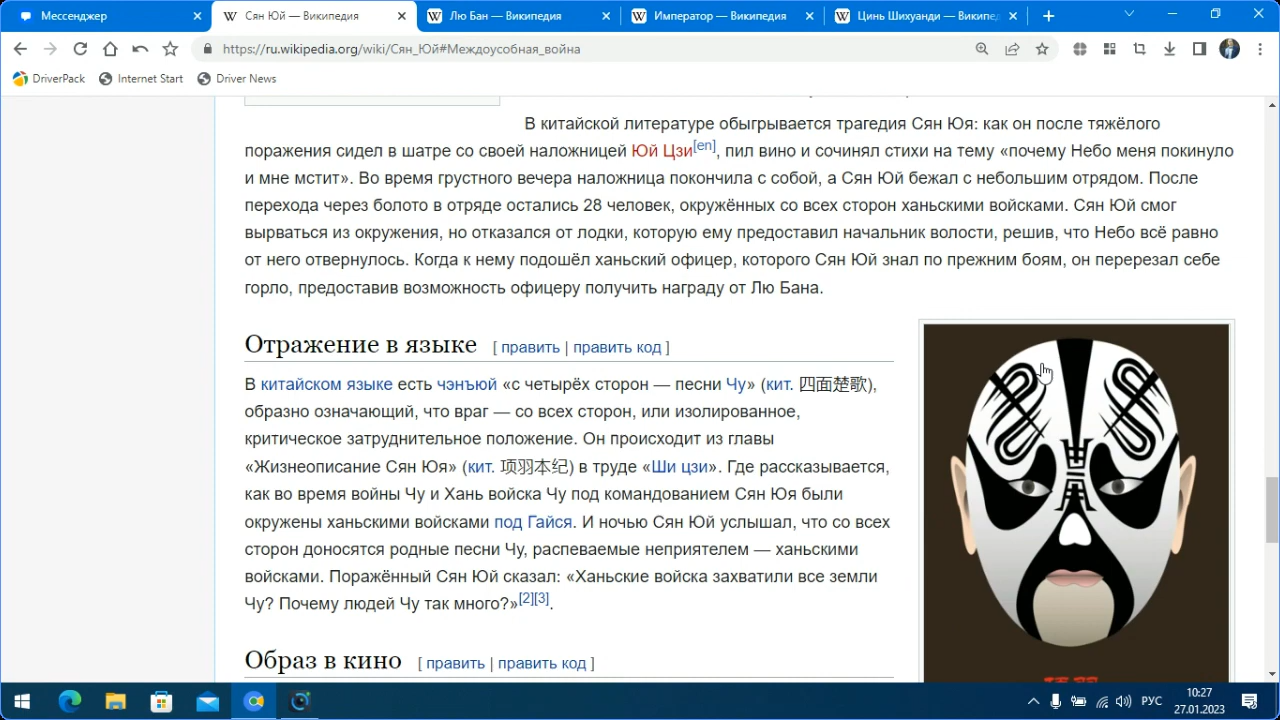 Мессенджер
Сян Юй — Википедия
Лю Бан — Википедия
Император — Википедия
Цинь Шихуанди — Википе
https://ru.wikipedia.org/wiki/Сян_Юй#Междоусобная_война
DriverPack Internet Start Driver News
В китайской литературе обыгрывается трагедия Сян Юя: как он после тяжёлого
поражения сидел в шатре со своей наложницей Юй Цзи[en], пил вино и сочинял стихи на тему «почему Небо меня покинуло
и мне мстит». Во время грустного вечера наложница покончила с собой, а Сян Юй бежал с небольшим отрядом. После
перехода через болото в отряде остались 28 человек, окружённых со всех сторон ханьскими войсками. Сян Юй смог
вырваться из окружения, но отказался от лодки, которую ему предоставил начальник волости, решив, что Небо всё равно
от него отвернулось. Когда к нему подошёл ханьский офицер, которого Сян Юй знал по прежним боям, он перерезал себе
горло, предоставив возможность офицеру получить награду от Лю Бана.
Отражение в языке [ править | править код ]
В китайском языке есть чэнъюй «с четырёх сторон — песни Чу» (кит. 四面楚歌),
образно означающий, что враг — со всех сторон, или изолированное,
критическое затруднительное положение. Он происходит из главы
«Жизнеописание Сян Юя» (кит. 项羽本纪) в труде «Ши цзи». Где рассказывается,
как во время войны Чу и Хань войска Чу под командованием Сян Юя были
окружены ханьскими войсками под Гайся. И ночью Сян Юй услышал, что со всех
сторон доносятся родные песни Чу, распеваемые неприятелем — ханьскими
войсками. Поражённый Сян Юй сказал: «Ханьские войска захватили все земли
Чу? Почему людей Чу так много?»[2][3].
Образ в кино [ править | править код ]
РУС
10:27
27.01.2023